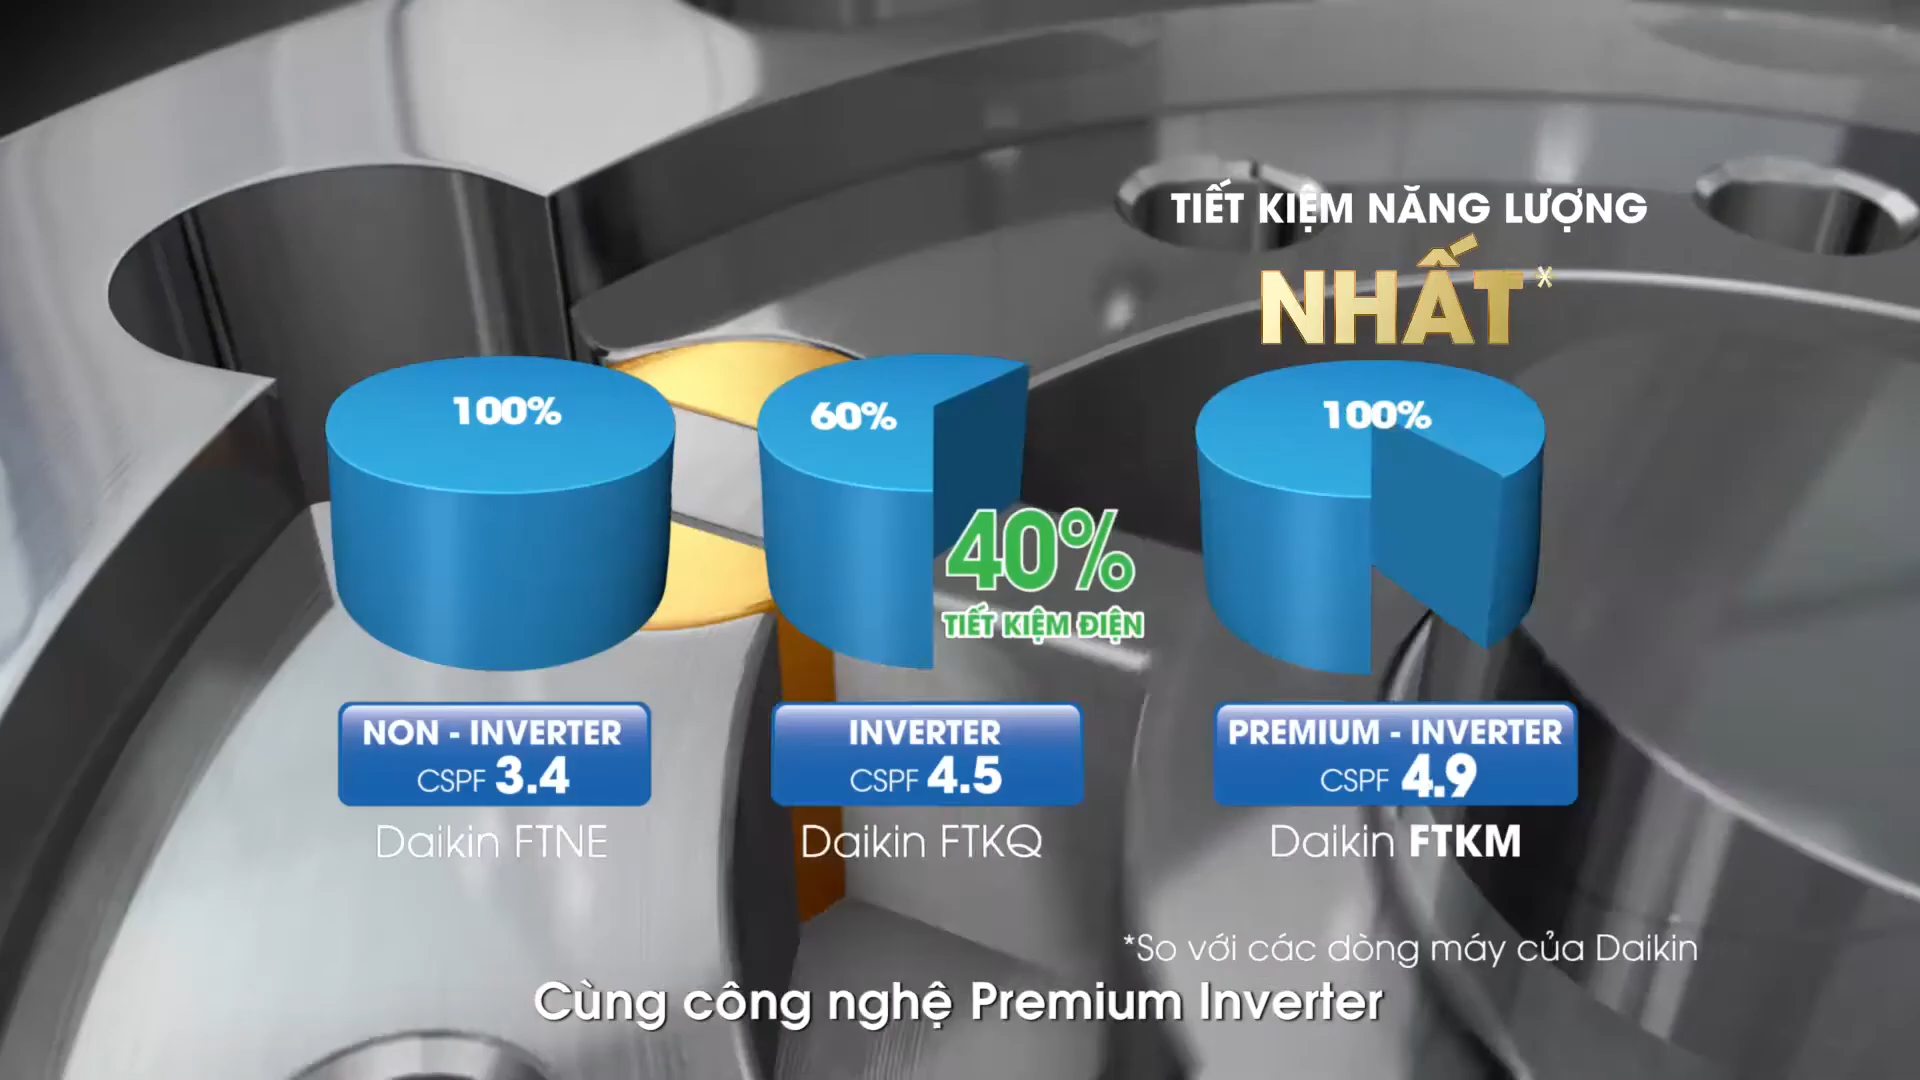 TIẾT KIỆM NĂNG LƯỢNG
NHẤT*
100%
60%
100%
40%
TIẾT KIỆM ĐIỆN
NON - INVERTER
CSPF 3.4
Daikin FTNE
INVERTER
CSPF 4.5
Daikin FTKQ
PREMIUM - INVERTER
CSPF 4.9
Daikin FTKM
*So với các dòng máy của Daikin
Cùng công nghệ Premium Inverter